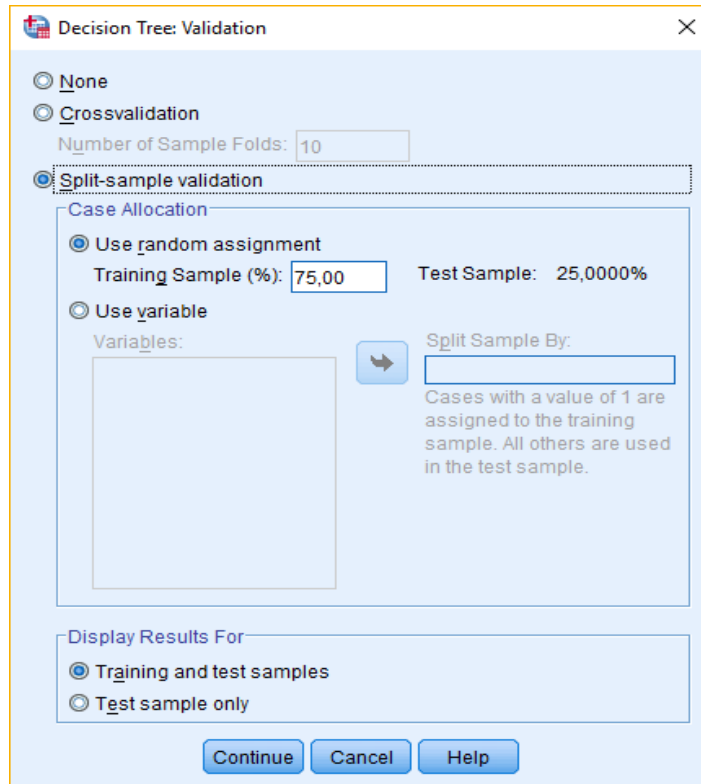 Decision Tree: Validation
None
Crossvalidation
Number of Sample Folds: 10
Split-sample validation
Case Allocation
Use random assignment
Training Sample (%): 75,00 Test Sample: 25,0000%
Use variable
Variables:
Split Sample By:
Cases with a value of 1 are
assigned to the training
sample. All others are used
in the test sample.
Display Results For
Training and test samples
Test sample only
Continue Cancel Help